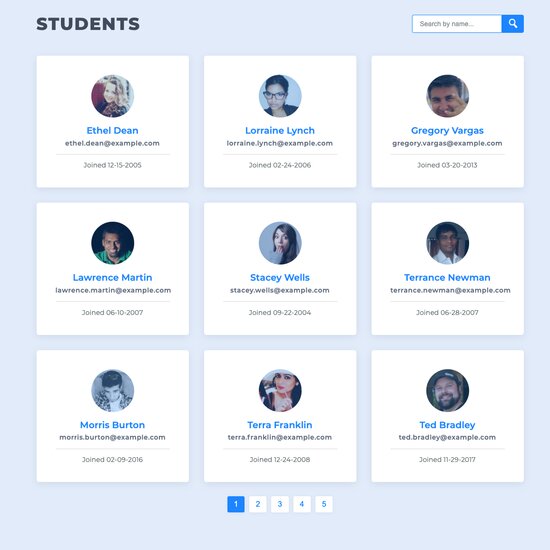 STUDENTS
Search by name...
Ethel Dean
ethel.dean@example.com
Joined 12-15-2005
Lorraine Lynch
lorraine.lynch@example.com
Joined 02-24-2006
Gregory Vargas
gregory.vargas@example.com
Joined 03-20-2013
Lawrence Martin
lawrence.martin@example.com
Joined 06-10-2007
Stacey Wells
stacey.wells@example.com
Joined 09-22-2004
Terrance Newman
terrance.newman@example.com
Joined 06-28-2007
Morris Burton
morris.burton@example.com
Joined 02-09-2016
Terra Franklin
terra.franklin@example.com
Joined 12-24-2008
Ted Bradley
ted.bradley@example.com
Joined 11-29-2017
1 2 3 4 5